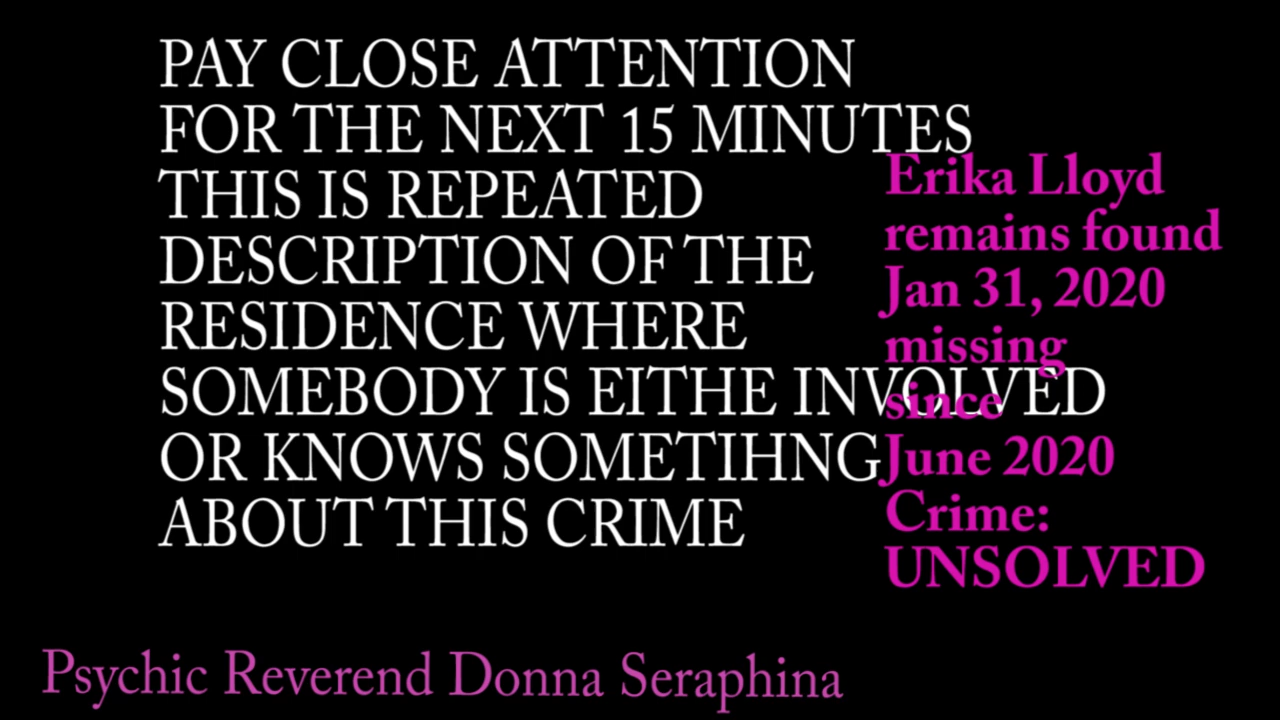 PAY CLOSE ATTENTION
FOR THE NEXT 15 MINUTES
THIS IS REPEATED
DESCRIPTION OF THE
RESIDENCE WHERE
SOMEBODY IS EITHE INVOLVED
OR KNOWS SOMETIHNG
ABOUT THIS CRIME
Erika Lloyd
remains found
Jan 31, 2020
missing
since
June 2020
Crime:
UNSOLVED
Psychic Reverend Donna Seraphina